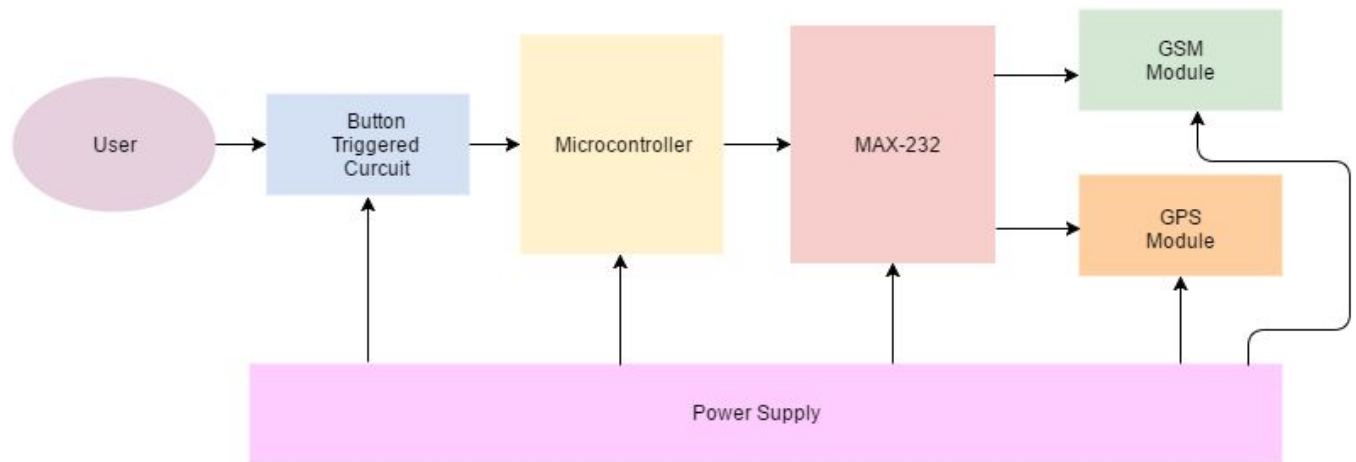 User
Button
Triggered
Curcuit
Microcontroller
MAX-232
GSM
Module
GPS
Module
Power Supply